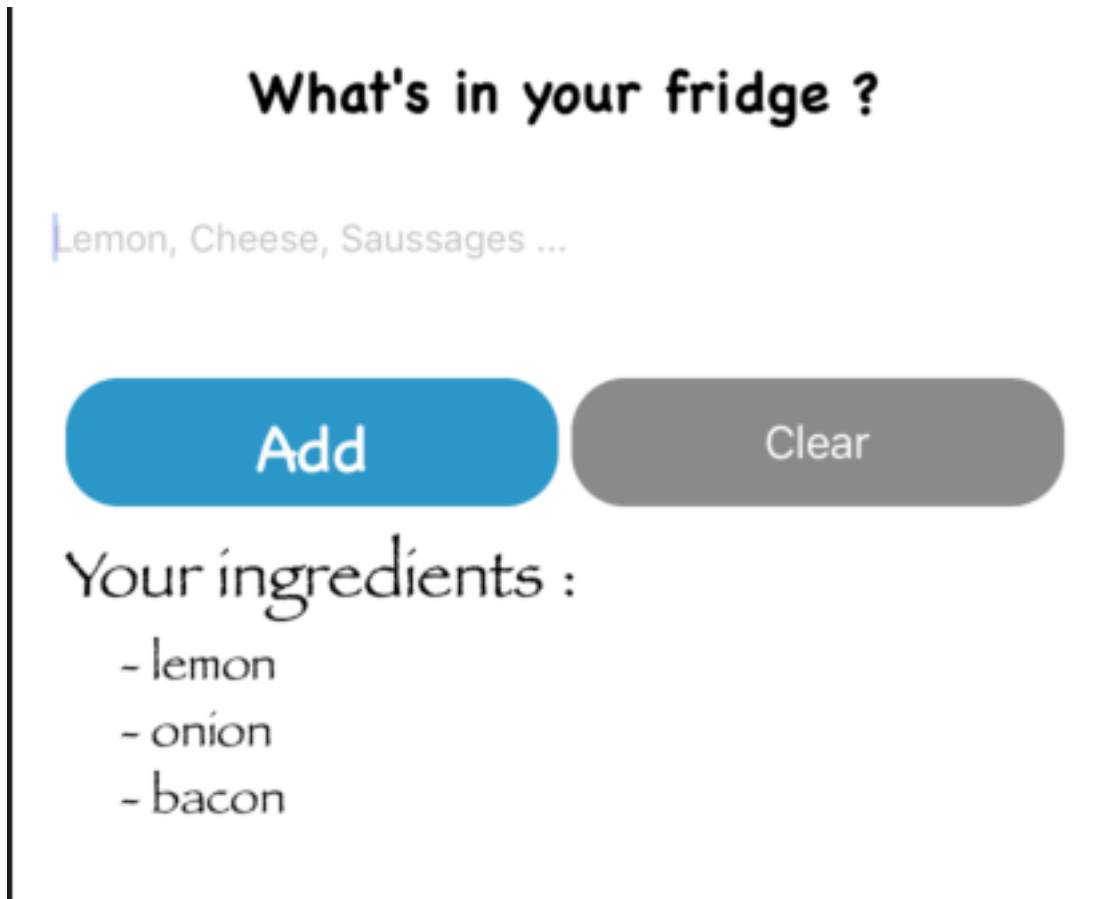 What's in your fridge ?
Lemon, Cheese, Saussages ...
Add
Clear
Your ingredients :
- lemon
- onion
- bacon